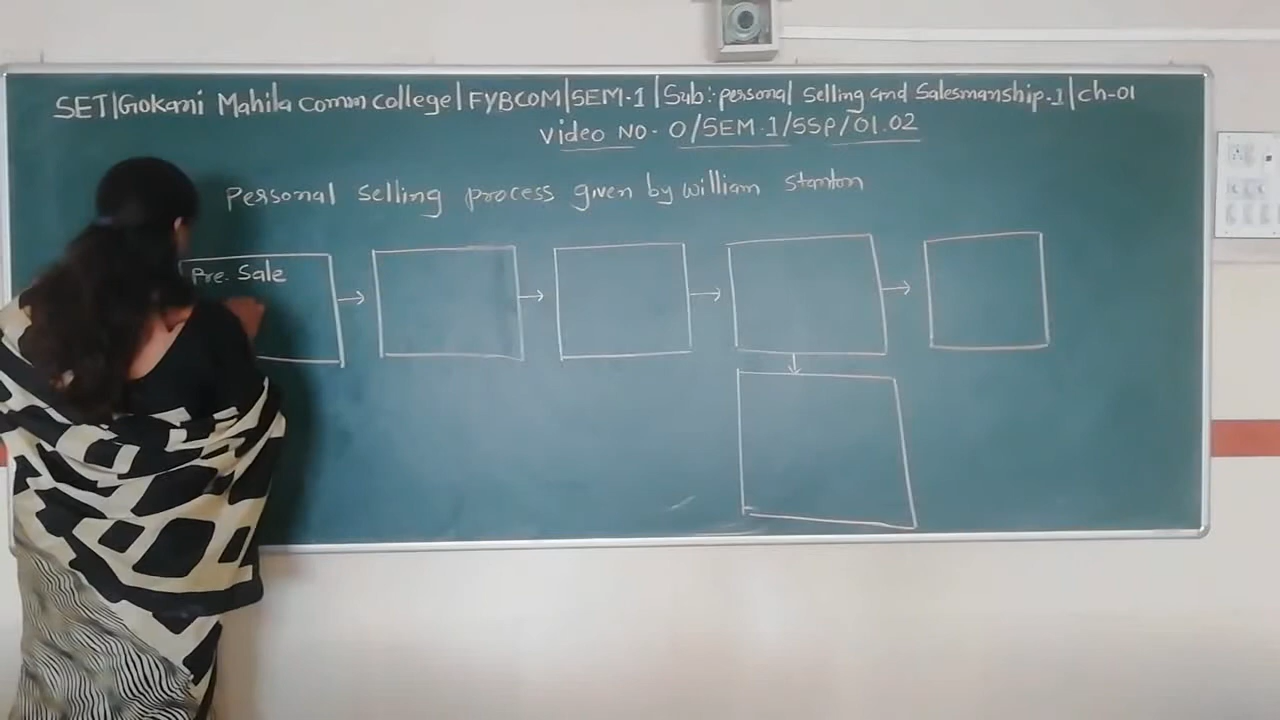 SET|Gokani Mahila Comm college|FYBCOM|SEM-1|Sub:-personal selling and Salesmanship.1|ch-01
Video NO- 0/SEM.1/SSP/01.02
Personal selling process given by william Stanton
Pre- Sale